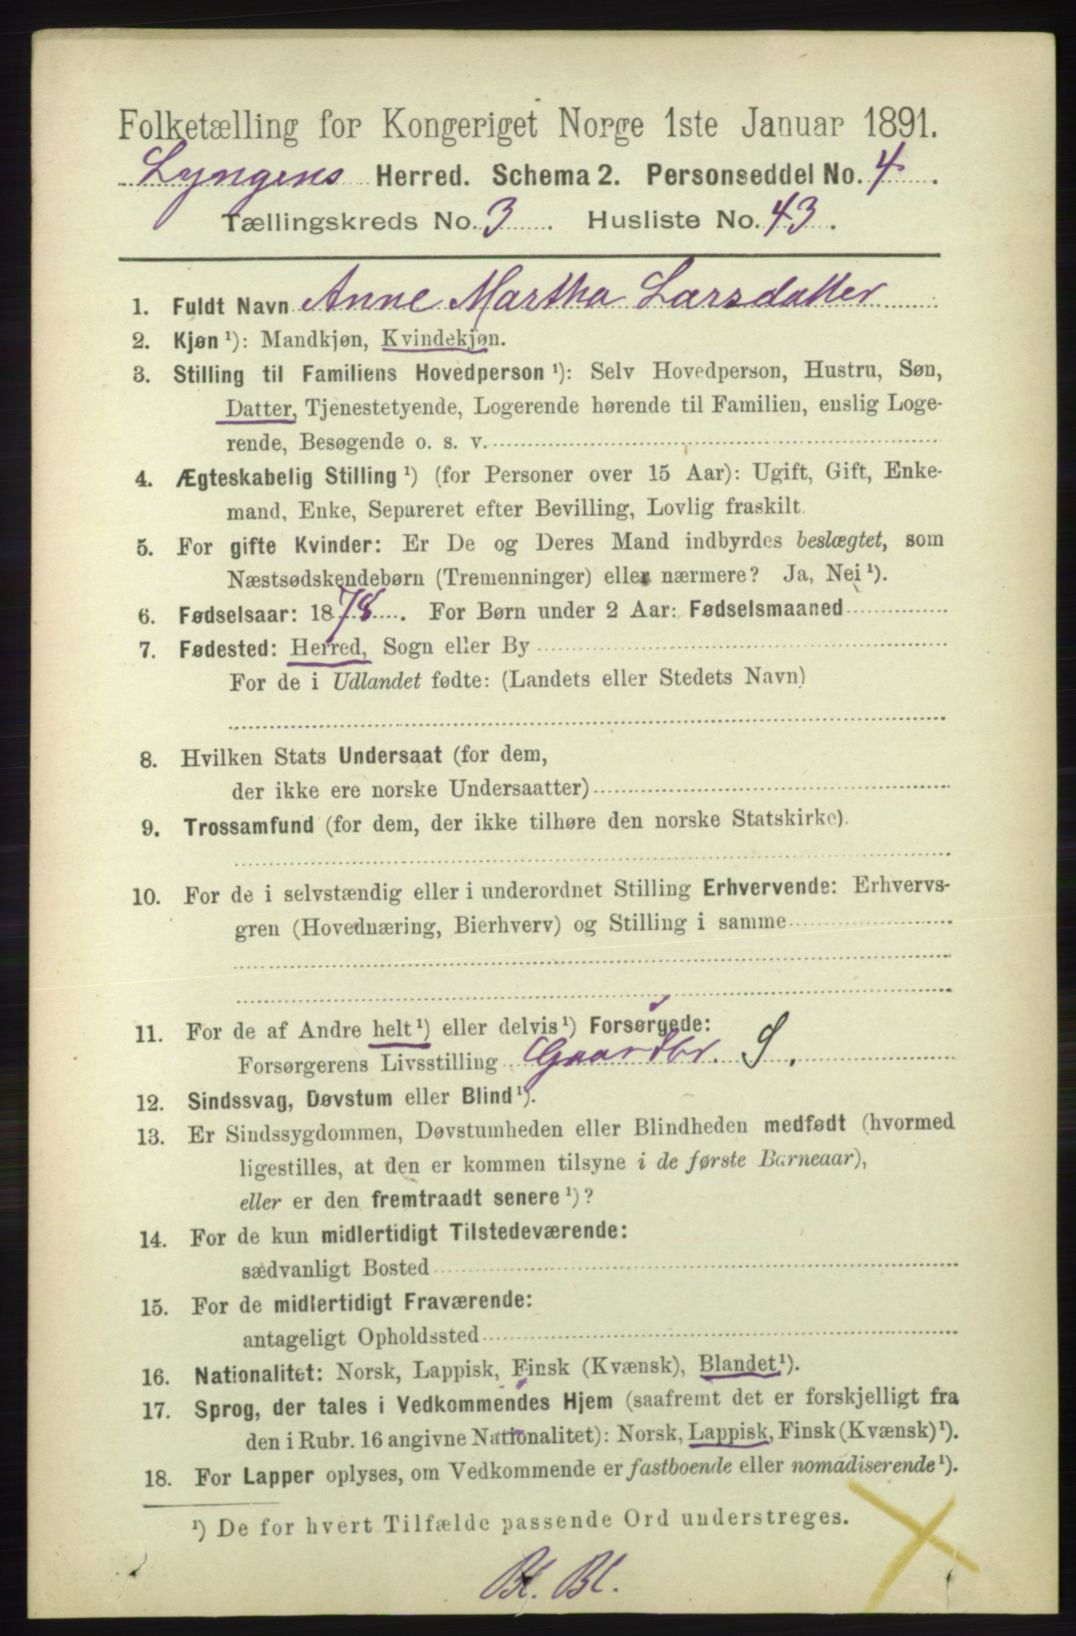 Folketælling for Kongeriget Norge 1ste Januar 1891.
Lyngens Herred. Schema 2. Personseddel No. 4.
Tællingskreds No. 3. Husliste No. 43.
1. Fuldt Navn Anne Martha Larsdatter
2. Kjøn ¹): Mandkjøn, Kvindekjøn.
3. Stilling til Familiens Hovedperson ¹): Selv Hovedperson, Hustru, Søn,
Datter, Tjenestetyende, Logerende hørende til Familien, enslig Loge-
rende, Besøgende o. s. v.
4. Ægteskabelig Stilling ¹) (for Personer over 15 Aar): Ugift, Gift, Enke-
mand, Enke, Separeret efter Bevilling, Lovlig fraskilt.
5. For gifte Kvinder: Er De og Deres Mand indbyrdes beslægtet, som
Næstsødskendebørn (Tremenninger) eller nærmere? Ja, Nei ¹).
6. Fødselsaar: 1878. For Børn under 2 Aar: Fødselsmaaned
7. Fødested: Herred, Sogn eller By
For de i Udlandet fødte: (Landets eller Stedets Navn)
8. Hvilken Stats Undersaat (for dem,
der ikke ere norske Undersaatter)
9. Trossamfund (for dem, der ikke tilhøre den norske Statskirke).
10. For de i selvstændig eller i underordnet Stilling Erhvervende: Erhvervs-
gren (Hovednæring, Bierhverv) og Stilling i samme
11. For de af Andre helt ¹) eller delvis ¹) Forsørgede:
Forsørgerens Livsstilling Gaardbr. S.
12. Sindssvag, Døvstum eller Blind ¹).
13. Er Sindssygdommen, Døvstumheden eller Blindheden medfødt (hvormed
ligestilles, at den er kommen tilsyne i de første Barneaar),
eller er den fremtraadt senere ¹)?
14. For de kun midlertidigt Tilstedeværende:
sædvanligt Bosted
15. For de midlertidigt Fraværende:
antageligt Opholdssted
16. Nationalitet: Norsk, Lappisk, Finsk (Kvænsk), Blandet ¹).
17. Sprog, der tales i Vedkommendes Hjem (saafremt det er forskjelligt fra
den i Rubr. 16 angivne Nationalitet): Norsk, Lappisk, Finsk (Kvænsk) ¹).
18. For Lapper oplyses, om Vedkommende er fastboende eller nomadiserende ¹).
¹) De for hvert Tilfælde passende Ord understreges.
Bl. Bl.